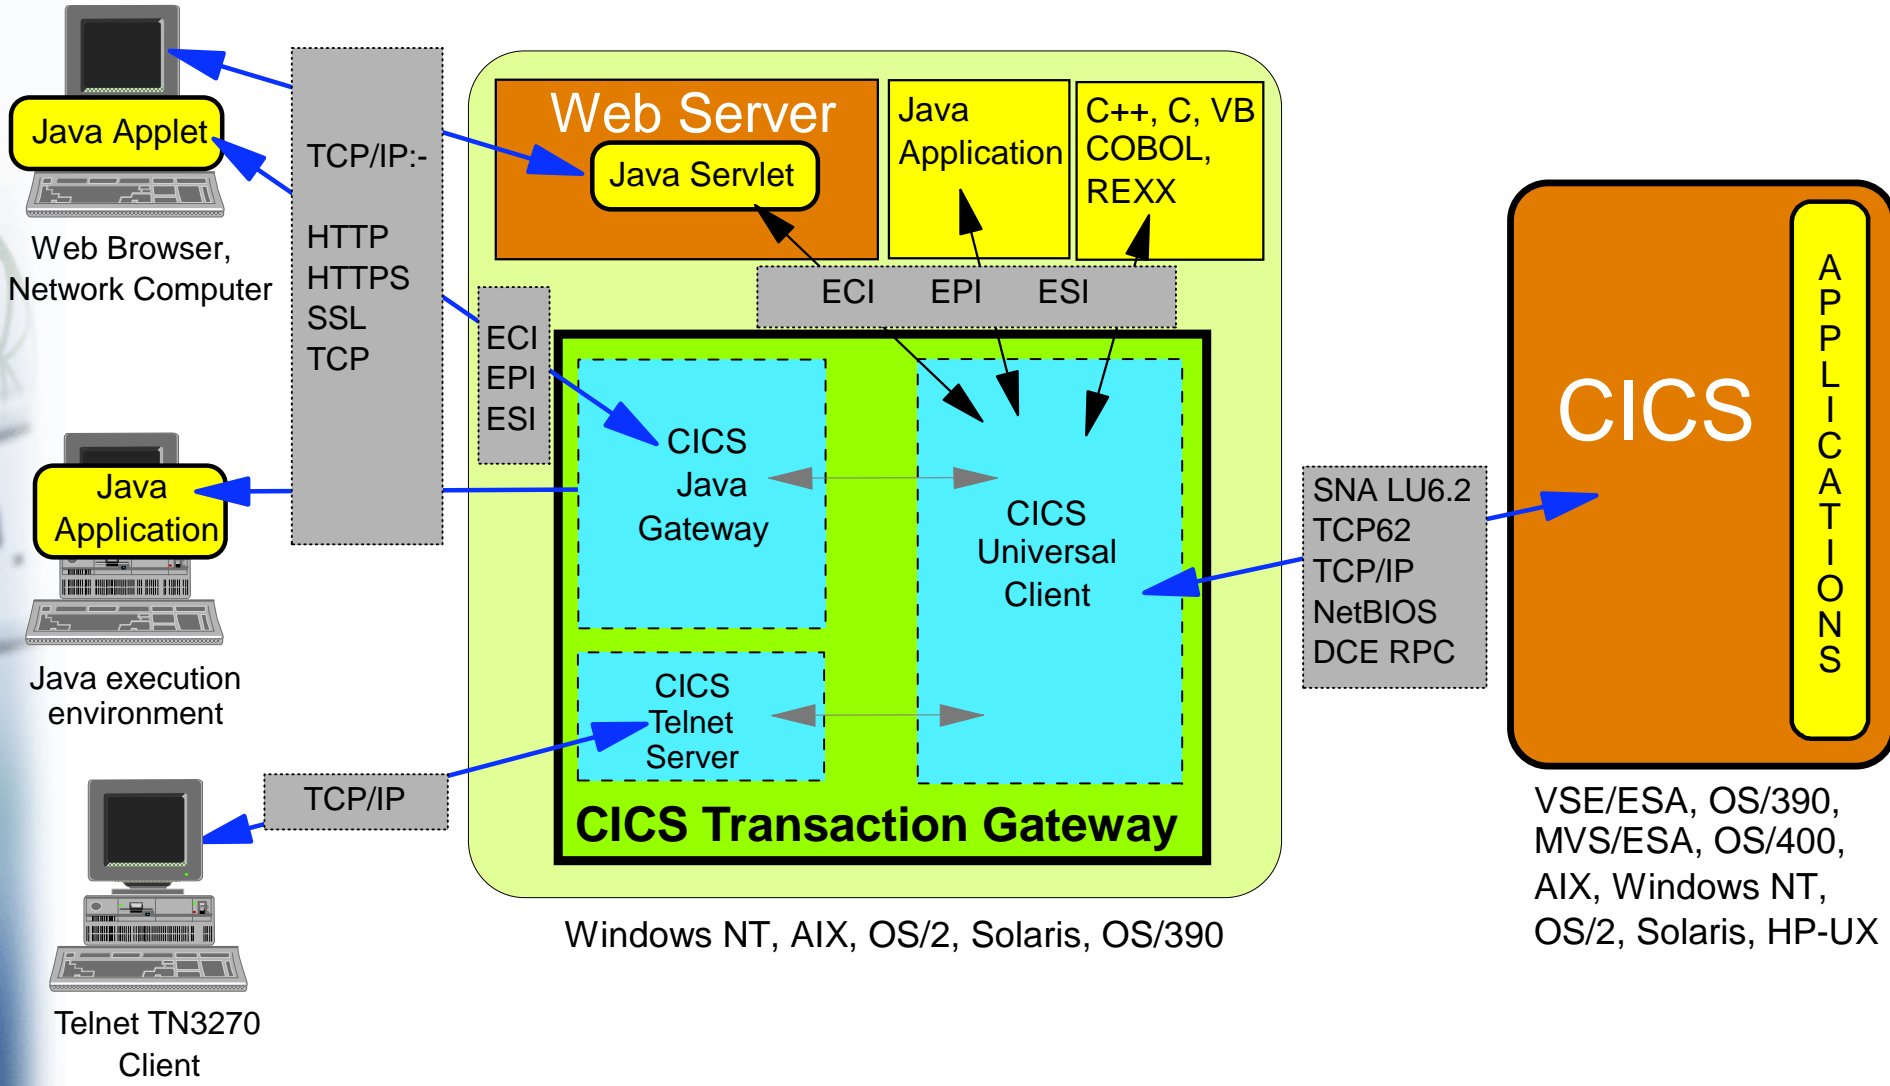 Java Applet
Web Browser,
Network Computer
Java
Application
Java execution
environment
Telnet TN3270
Client
TCP/IP:-
HTTP
HTTPS
SSL
TCP
TCP/IP
ECI
EPI
ESI
Web Server
Java Servlet
Java
Application
C++, C, VB
COBOL,
REXX
ECI EPI ESI
CICS
Java
Gateway
CICS
Universal
Client
CICS
Telnet
Server
CICS Transaction Gateway
Windows NT, AIX, OS/2, Solaris, OS/390
SNA LU6.2
TCP62
TCP/IP
NetBIOS
DCE RPC
CICS
APPLICATIONS
VSE/ESA, OS/390,
MVS/ESA, OS/400,
AIX, Windows NT,
OS/2, Solaris, HP-UX